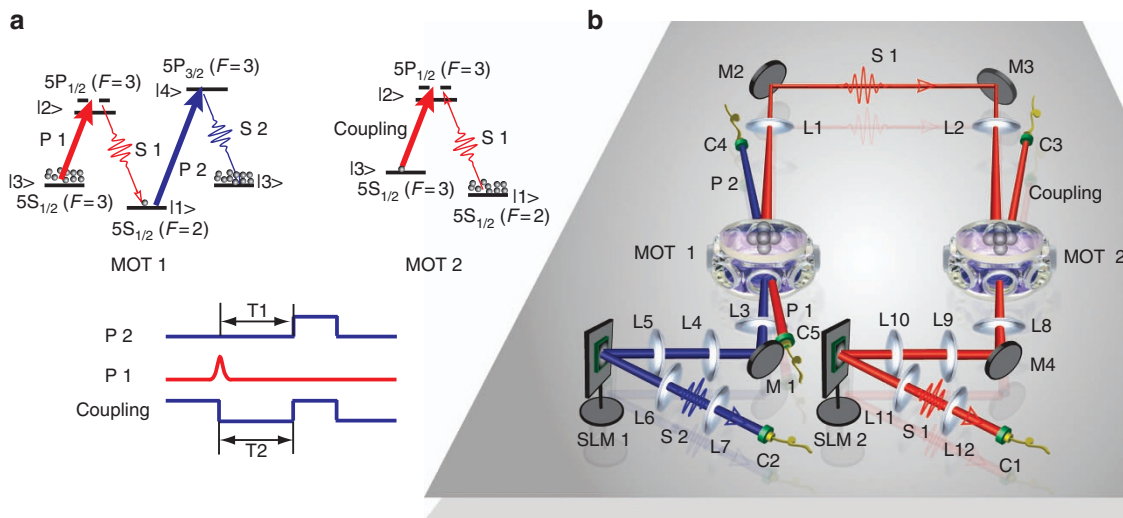 a
5P1/2 (F=3)
5P3/2 (F=3)
|2>
|4>
P 1
S 1
P 2
S 2
|3>
|3>
5S1/2 (F=3)
|1>
5S1/2 (F=2)
MOT 1
5P1/2 (F=3)
|2>
Coupling
S 1
|3>
5S1/2 (F=3)
|1>
5S1/2 (F=2)
MOT 2
T1
P 2
P 1
Coupling
T2
b
M2
S 1
M3
C4
L1
L2
C3
P 2
Coupling
MOT 1
MOT 2
L3
P 1
C5
L5
L4
M 1
L10
L9
L8
M4
L6
S 2
L7
C2
SLM 1
L11
S 1
L12
C1
SLM 2